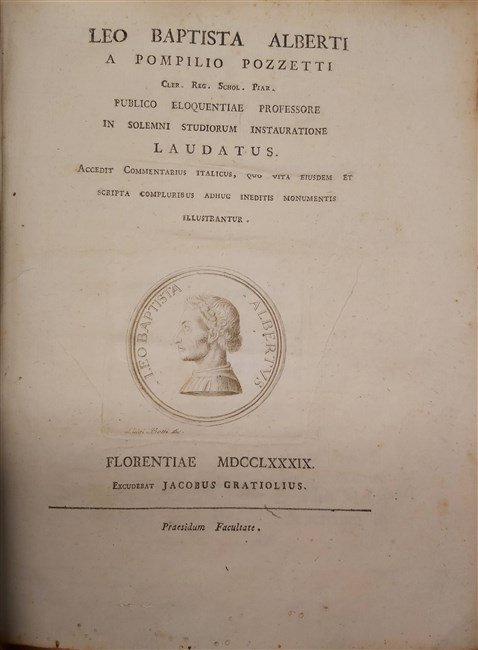 LEO BAPTISTA ALBERTI
A POMPILIO POZZETTI
CLER. REG. SCHOL. PIAR.
PUBLICO ELOQUENTIAE PROFESSORE
IN SOLEMNI STUDIORUM INSTAURATIONE
LAUDATUS.
ACCEDIT COMMENTARIUS ITALICUS, QUO VITA EIUSDEM ET
SCRIPTA COMPLURIBUS ADHUC INEDITIS MONUMENTIS
ILLUSTRANTUR.
LEO BAPTISTA ALBERTVS
FLORENTIAE MDCCLXXXIX.
EXCUDEBAT JACOBUS GRATIOLIUS.
Praesidum Facultate.